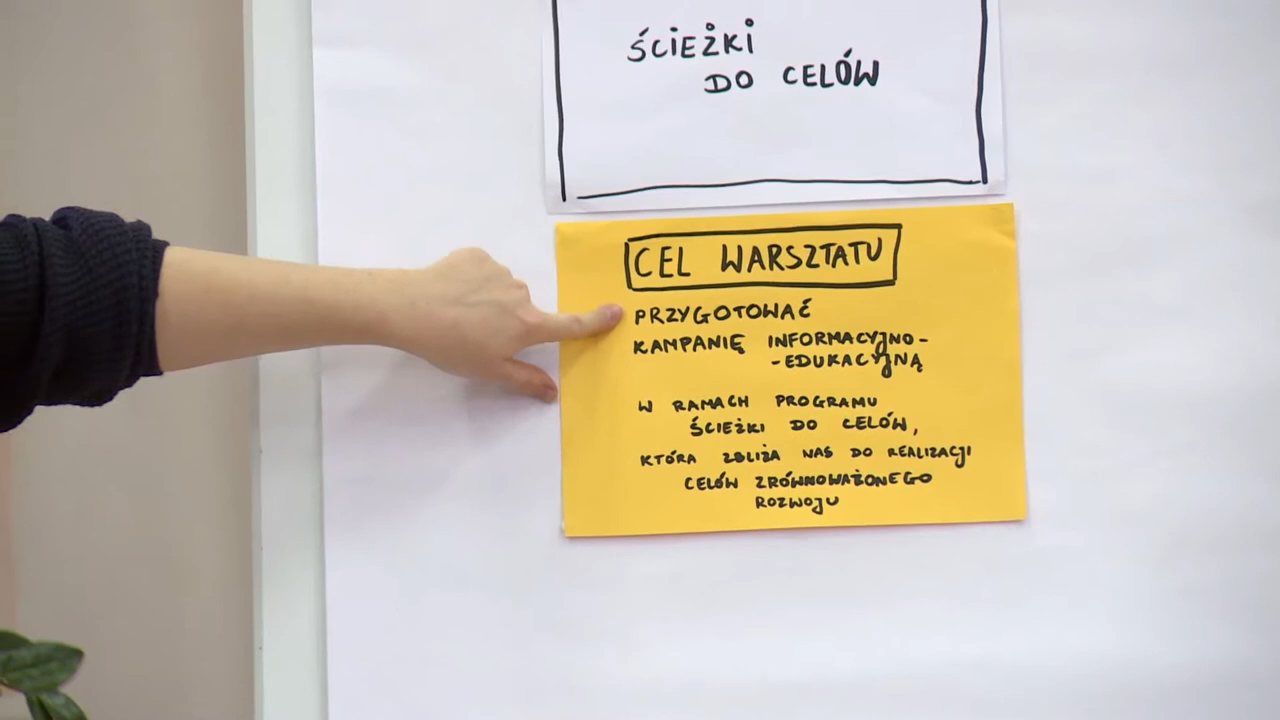 ŚCIEŻKI
DO CELÓW
CEL WARSZTATU
PRZYGOTOWAĆ
KAMPANIĘ INFORMACYJNO-
-EDUKACYJNĄ
W RAMACH PROGRAMU
ŚCIEŻKI DO CELÓW,
KTÓRA ZBLIŻA NAS DO REALIZACJI
CELÓW ZRÓWNOWAŻONEGO
ROZWOJU